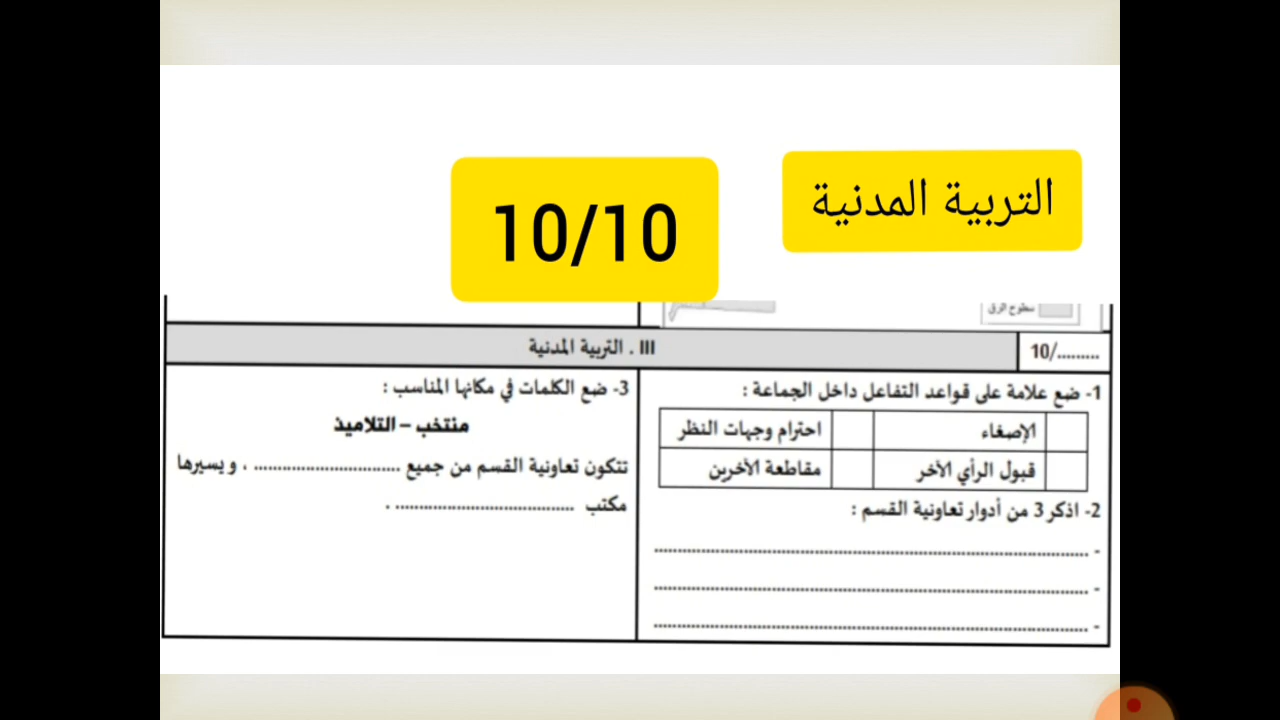 التربية المدنية
10/10
سطوح الرق
III . التربية المدنية
10/.........
1- ضع علامة على قواعد التفاعل داخل الجماعة :
الإصغاء
احترام وجهات النظر
قبول الرأي الآخر
مقاطعة الآخرين
2- اذكر 3 من أدوار تعاونية القسم :
- ........................................
- ........................................
- ........................................
3- ضع الكلمات في مكانها المناسب :
منتخب – التلاميذ
تتكون تعاونية القسم من جميع ............................ ، و يسيرها
مكتب .................................. .